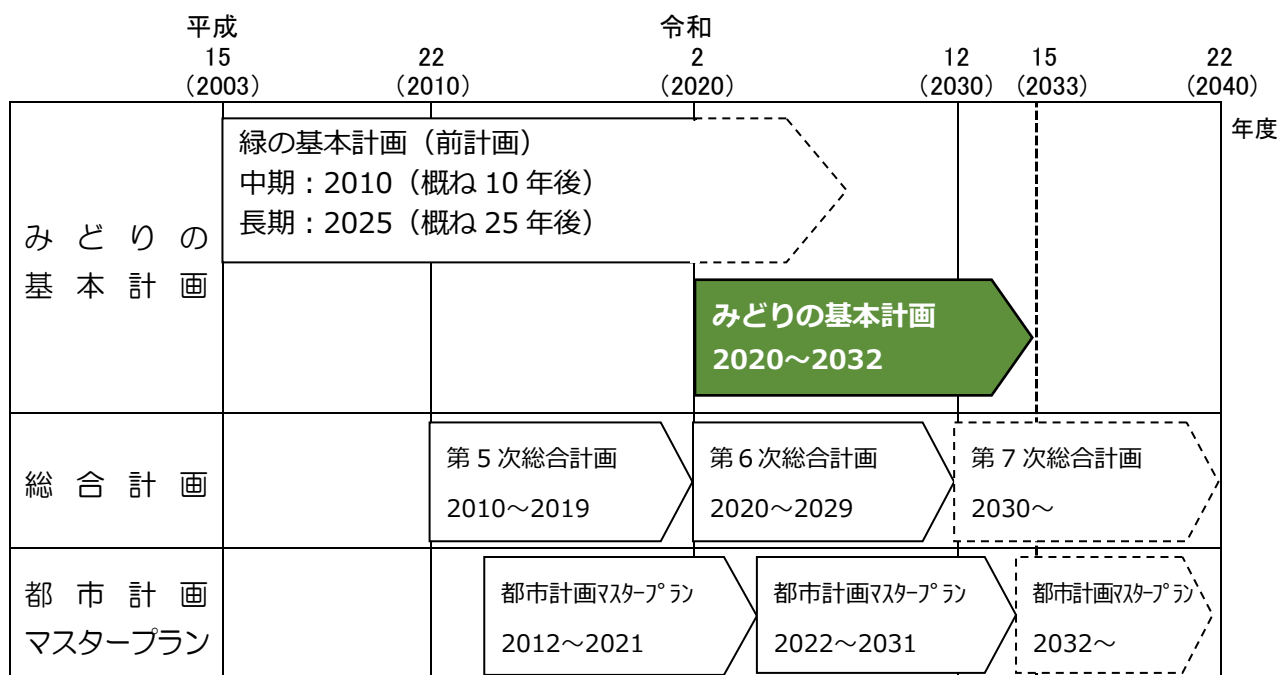 平成
令和
15
22
2
12
15
22
(2003)
(2010)
(2020)
(2030)
(2033)
(2040)
年度
みどりの
基本計画
緑の基本計画（前計画）
中期：2010（概ね 10 年後）
長期：2025（概ね 25 年後）
みどりの基本計画
2020～2032
総合計画
第５次総合計画
2010～2019
第６次総合計画
2020～2029
第７次総合計画
2030～
都市計画
マスタープラン
都市計画ﾏｽﾀｰﾌﾟﾗﾝ
2012～2021
都市計画ﾏｽﾀｰﾌﾟﾗﾝ
2022～2031
都市計画ﾏｽﾀｰﾌﾟﾗﾝ
2032～